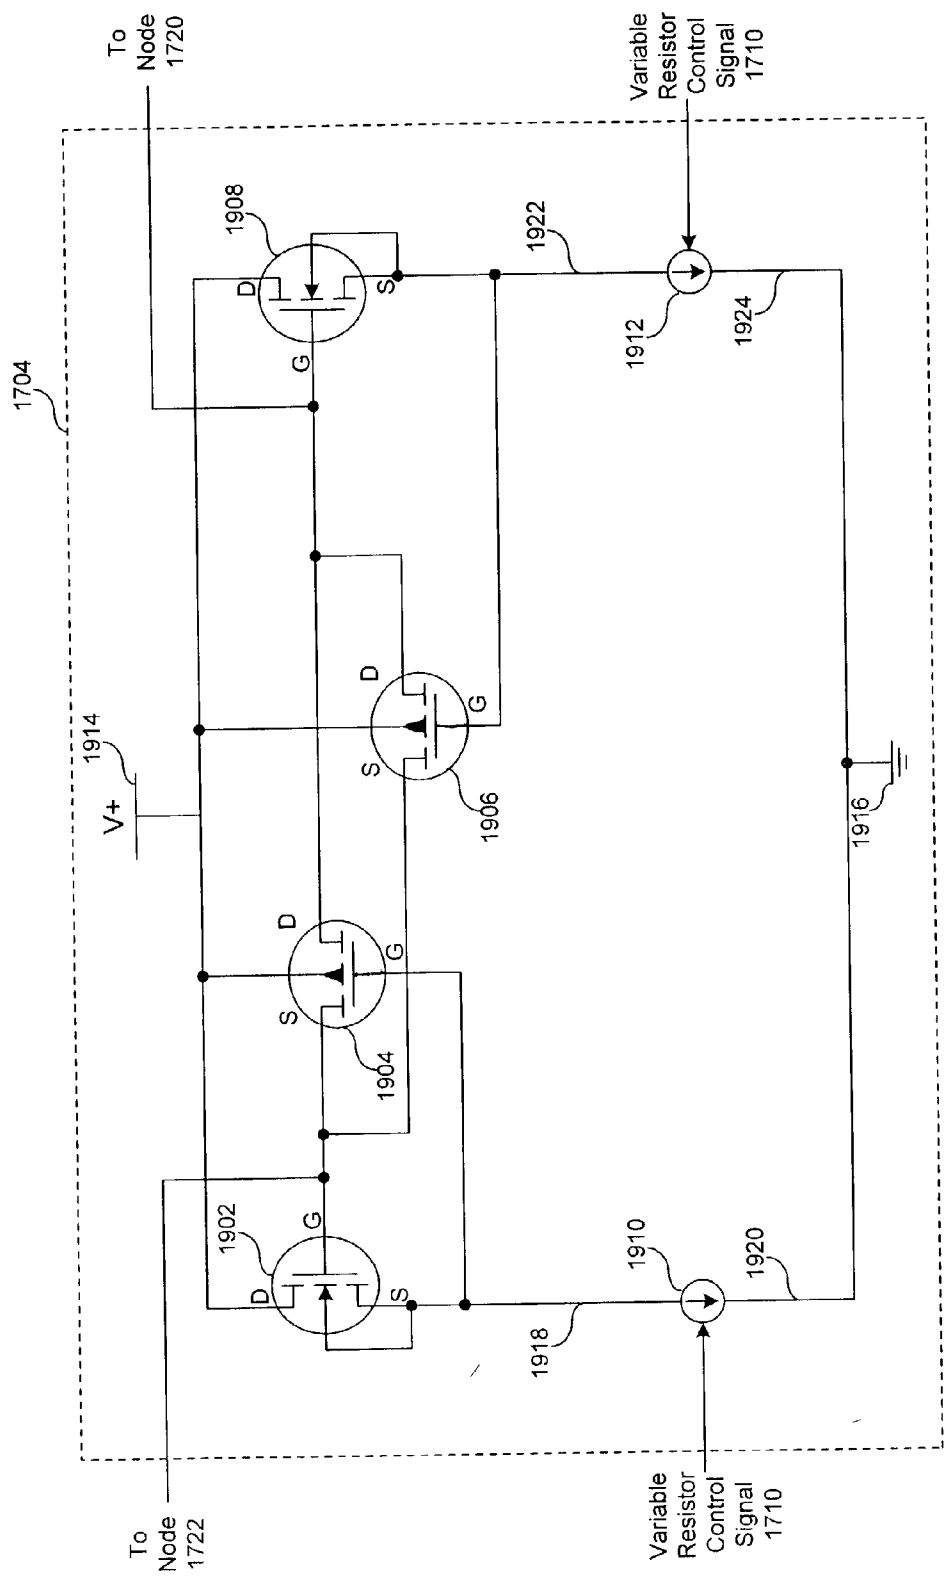 1704
To
Node
1722
To
Node
1720
V+
1914
1902
D
G
S
1904
S
D
G
1906
S
D
G
1908
D
G
S
1918
1910
1920
1922
1912
1924
1916
Variable
Resistor
Control
Signal
1710
Variable
Resistor
Control
Signal
1710